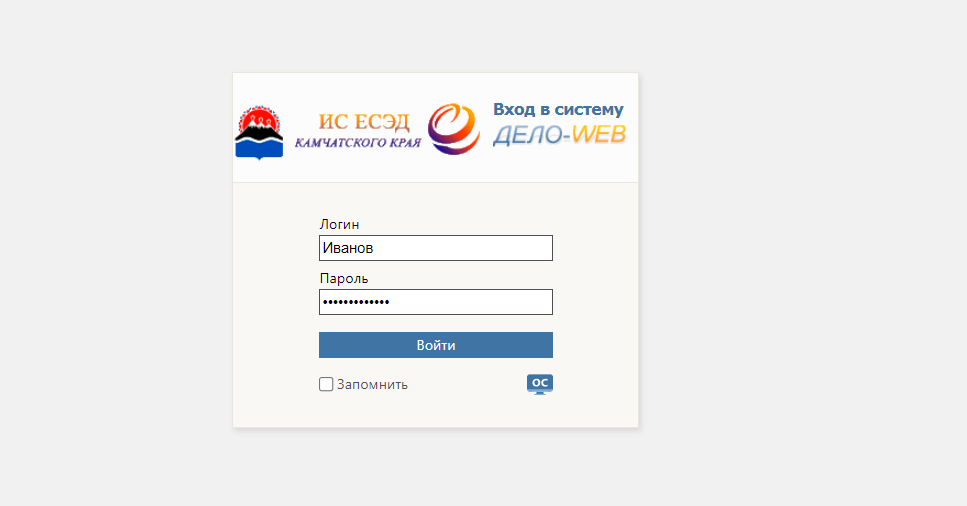 ИС ЕСЭД
КАМЧАТСКОГО КРАЯ
Вход в систему
ДЕЛО-WEB
Логин
Иванов
Пароль
•••••••••••••
Войти
Запомнить
ОС